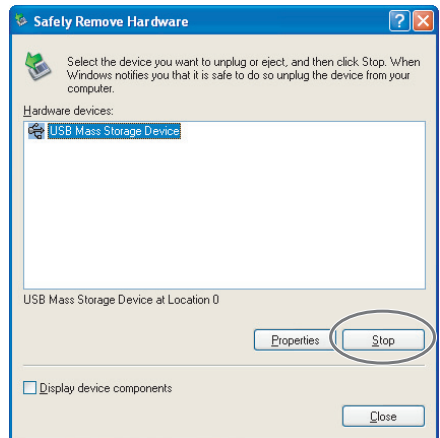 Safely Remove Hardware
Select the device you want to unplug or eject, and then click Stop. When
Windows notifies you that it is safe to do so unplug the device from your
computer.
Hardware devices:
USB Mass Storage Device
USB Mass Storage Device at Location 0
Properties
Stop
Display device components
Close